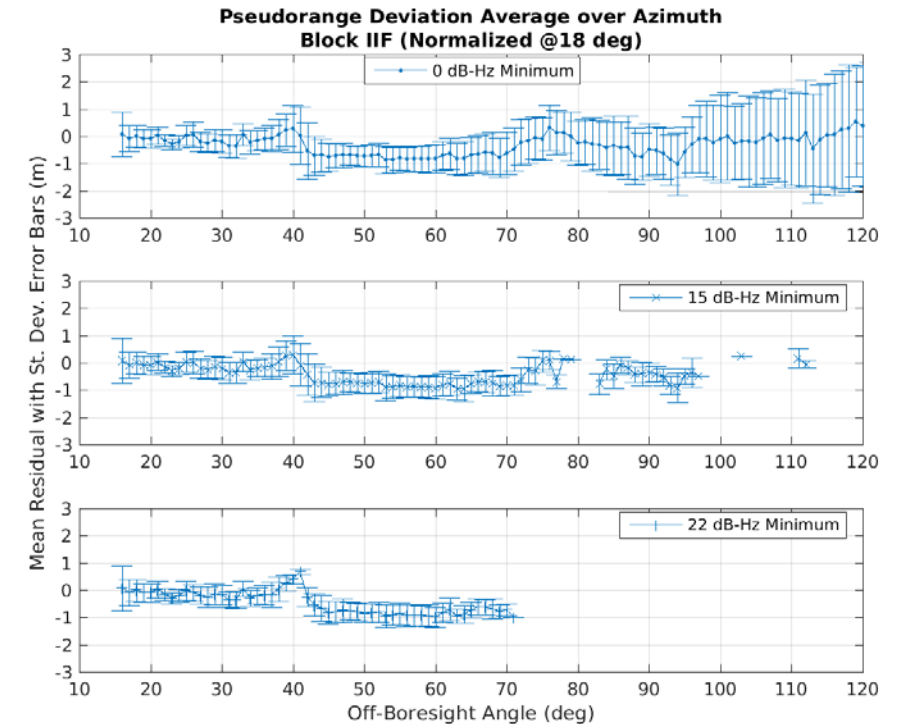 Pseudorange Deviation Average over Azimuth
Block IIF (Normalized @18 deg)
Mean Residual with St. Dev. Error Bars (m)
3
2
1
0
-1
-2
-3
0 dB-Hz Minimum
10 20 30 40 50 60 70 80 90 100 110 120
3
2
1
0
-1
-2
-3
15 dB-Hz Minimum
10 20 30 40 50 60 70 80 90 100 110 120
3
2
1
0
-1
-2
-3
22 dB-Hz Minimum
10 20 30 40 50 60 70 80 90 100 110 120
Off-Boresight Angle (deg)